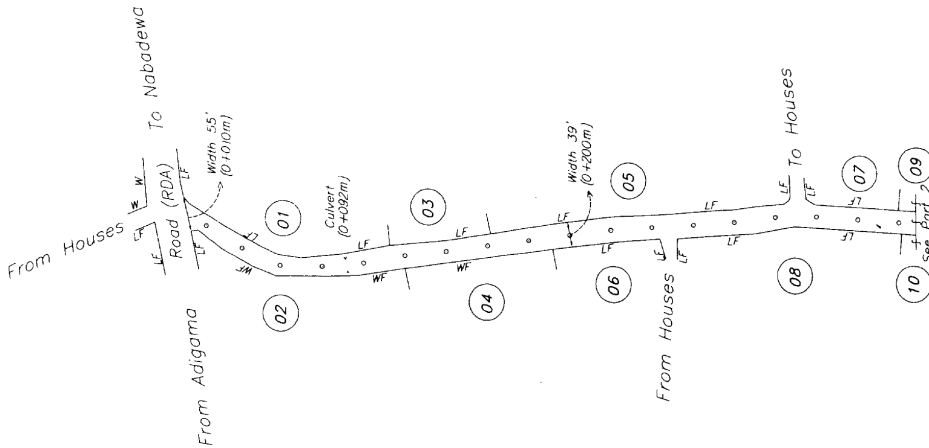 From Houses
W
W
LF
LF
To Nabadewa
Road (RDA)
LF
LF
From Adigama
Width 55'
(0+010m)
WF
LF
01
02
Culvert
(0+092m)
LF
WF
03
LF
WF
04
Width 39'
(0+200m)
LF
05
06
LF
LF
From Houses
LF
LF
To Houses
LF
LF
08
07
LF
LF
09
10
See Part 2